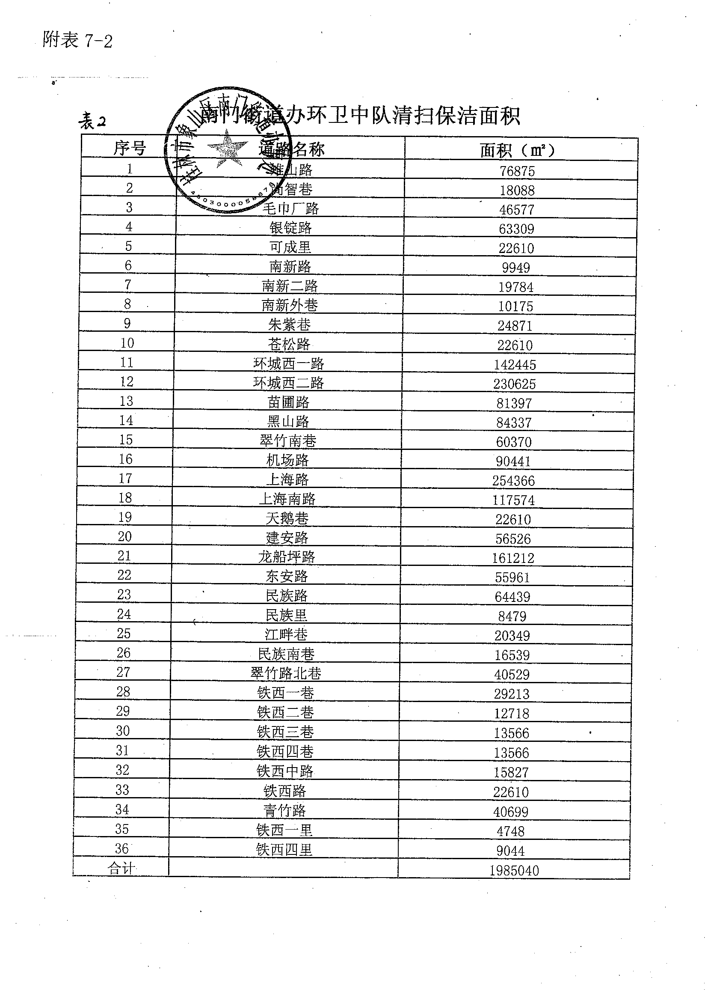 附表 7-2
表2
南门街道办环卫中队清扫保洁面积
序号 道路名称 面积（㎡）
1 雉山路 76875
2 尚智巷 18088
3 毛巾厂路 46577
4 银锭路 63309
5 可成里 22610
6 南新路 9949
7 南新二路 19784
8 南新外巷 10175
9 朱紫巷 24871
10 苍松路 22610
11 环城西一路 142445
12 环城西二路 230625
13 苗圃路 81397
14 黑山路 84337
15 翠竹南巷 60370
16 机场路 90441
17 上海路 254366
18 上海南路 117574
19 天鹅巷 22610
20 建安路 56526
21 龙船坪路 161212
22 东安路 55961
23 民族路 64439
24 民族里 8479
25 江畔巷 20349
26 民族南巷 16539
27 翠竹路北巷 40529
28 铁西一巷 29213
29 铁西二巷 12718
30 铁西三巷 13566
31 铁西四巷 13566
32 铁西中路 15827
33 铁西路 22610
34 青竹路 40699
35 铁西一里 4748
36 铁西四里 9044
合计 1985040